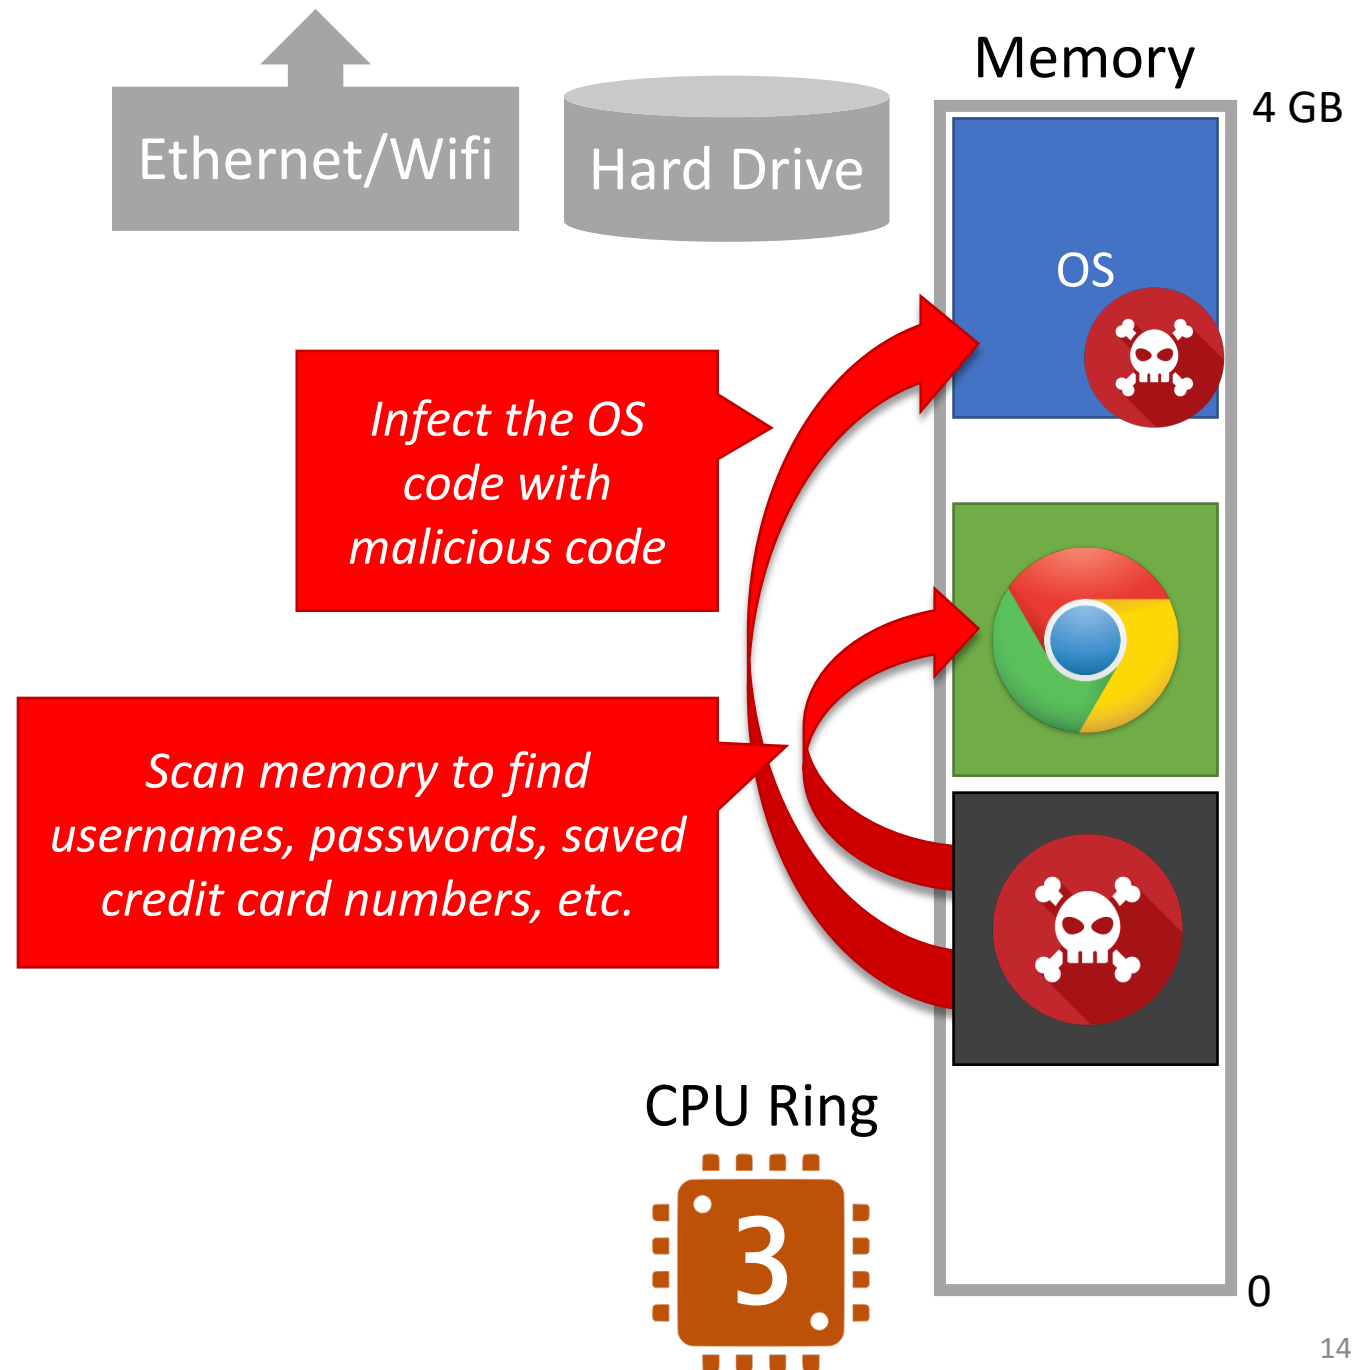 Memory
4 GB
Ethernet/Wifi
Hard Drive
OS
Infect the OS
code with
malicious code
Scan memory to find
usernames, passwords, saved
credit card numbers, etc.
CPU Ring
3
0
14